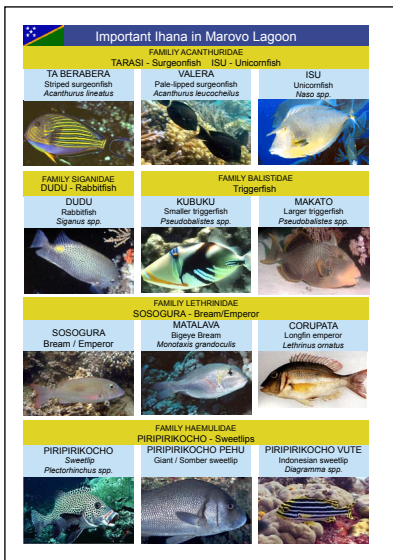 Important Ihana in Marovo Lagoon
FAMILIY ACANTHURIDAE
TARASI - Surgeonfish ISU - Unicornfish
TA BERABERA
Striped surgeonfish
Acanthurus lineatus
VALERA
Pale-lipped surgeonfish
Acanthurus leucocheilus
ISU
Unicornfish
Naso spp.
FAMILY SIGANIDAE
DUDU - Rabbitfish
FAMILY BALISTIDAE
Triggerfish
DUDU
Rabbitfish
Siganus spp.
KUBUKU
Smaller triggerfish
Pseudobalistes spp.
MAKATO
Larger triggerfish
Pseudobalistes spp.
FAMILIY LETHRINIDAE
SOSOGURA - Bream/Emperor
SOSOGURA
Bream / Emperor
MATALAVA
Bigeye Bream
Monotaxis grandoculis
CORUPATA
Longfin emperor
Lethrinus ornatus
FAMILY HAEMULIDAE
PIRIPIRIKOCHO - Sweetlips
PIRIPIRIKOCHO
Sweetlip
Plectorhinchus spp.
PIRIPIRIKOCHO PEHU
Giant / Somber sweetlip
PIRIPIRIKOCHO VUTE
Indonesian sweetlip
Diagramma spp.